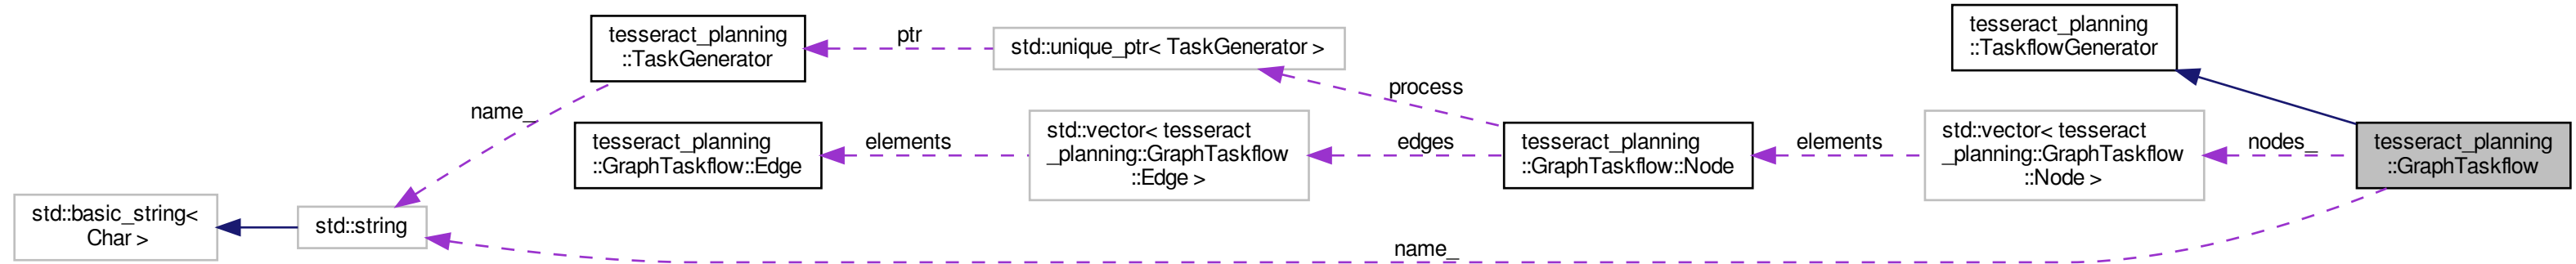 tesseract_planning
::TaskGenerator
ptr
std::unique_ptr< TaskGenerator >
tesseract_planning
::TaskflowGenerator
name_
process
tesseract_planning
::GraphTaskflow::Edge
elements
std::vector< tesseract
_planning::GraphTaskflow
::Edge >
edges
tesseract_planning
::GraphTaskflow::Node
elements
std::vector< tesseract
_planning::GraphTaskflow
::Node >
nodes_
tesseract_planning
::GraphTaskflow
std::basic_string<
Char >
std::string
name_